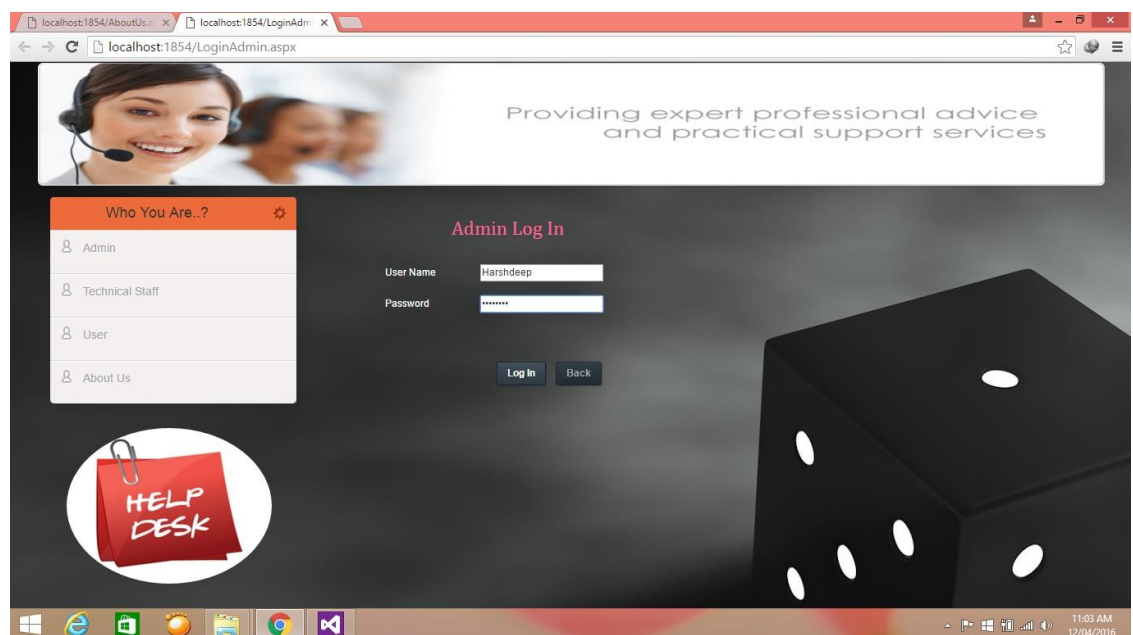 localhost:1854/AboutUs.a
localhost:1854/LoginAdm
localhost:1854/LoginAdmin.aspx
Providing expert professional advice
and practical support services
Who You Are..?
Admin
Technical Staff
User
About Us
Admin Log In
User Name
Harshdeep
Password
••••••••
Log In
Back
HELP
DESK
11:03 AM
12/04/2016